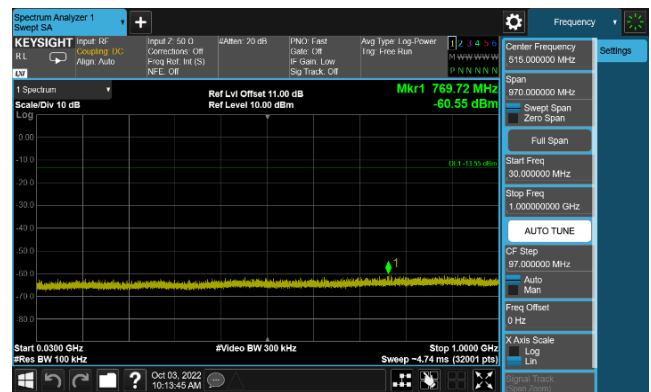 Spectrum Analyzer 1
Swept SA
Frequency
KEYSIGHT
Input: RF
Coupling: DC
Align: Auto
Input Z: 50 Ω
Corrections: Off
Freq Ref: Int (S)
NFE: Off
#Atten: 20 dB
PNO: Fast
Gate: Off
IF Gain: Low
Sig Track: Off
Avg Type: Log-Power
Trig: Free Run
1 2 3 4 5 6
M W W W W W
P N N N N N
R L
LXI
1 Spectrum
Scale/Div 10 dB
Log
Ref Lvl Offset 11.00 dB
Ref Level 10.00 dBm
Mkr1 769.72 MHz
-60.55 dBm
0.00
-10.0
DL1 -13.55 dBm
-20.0
-30.0
-40.0
-50.0
-60.0
-70.0
-80.0
1
Start 0.0300 GHz
#Res BW 100 kHz
#Video BW 300 kHz
Stop 1.0000 GHz
Sweep ~4.74 ms (32001 pts)
Oct 03, 2022
10:13:45 AM
Center Frequency
515.000000 MHz
Settings
Span
970.000000 MHz
Swept Span
Zero Span
Full Span
Start Freq
30.000000 MHz
Stop Freq
1.000000000 GHz
AUTO TUNE
CF Step
97.000000 MHz
Auto
Man
Freq Offset
0 Hz
X Axis Scale
Log
Lin
Signal Track
(Span Zoom)